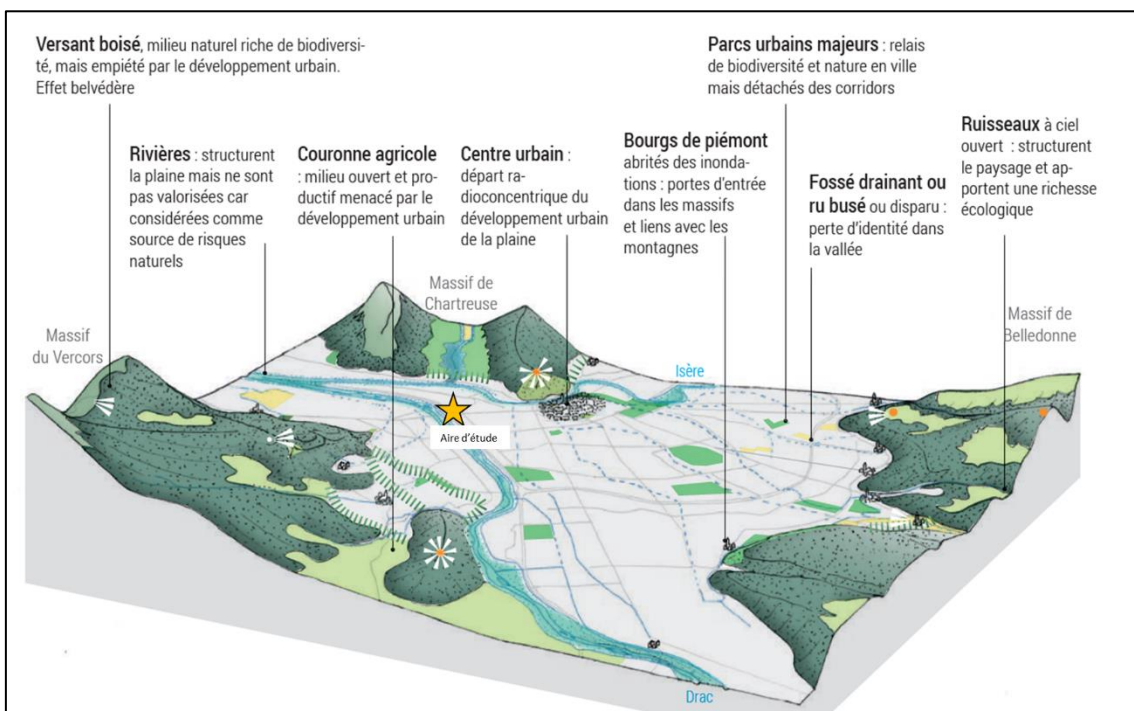 Versant boisé, milieu naturel riche de biodiversi-
té, mais empiété par le développement urbain.
Effet belvédère
Parcs urbains majeurs : relais
de biodiversité et nature en ville
mais détachés des corridors
Rivières : structurent
la plaine mais ne sont
pas valorisées car
considérées comme
source de risques
naturels
Couronne agricole
: milieu ouvert et pro-
ductif menacé par le
développement urbain
Centre urbain :
départ ra-
dioconcentrique du
développement urbain
de la plaine
Bourgs de piémont
abrités des inonda-
tions : portes d'entrée
dans les massifs
et liens avec les
montagnes
Fossé drainant ou
ru busé ou disparu :
perte d'identité dans
la vallée
Ruisseaux à ciel
ouvert : structurent
le paysage et ap-
portent une richesse
écologique
Massif
du Vercors
Massif de
Chartreuse
Massif de
Belledonne
Isère
Aire d'étude
Drac